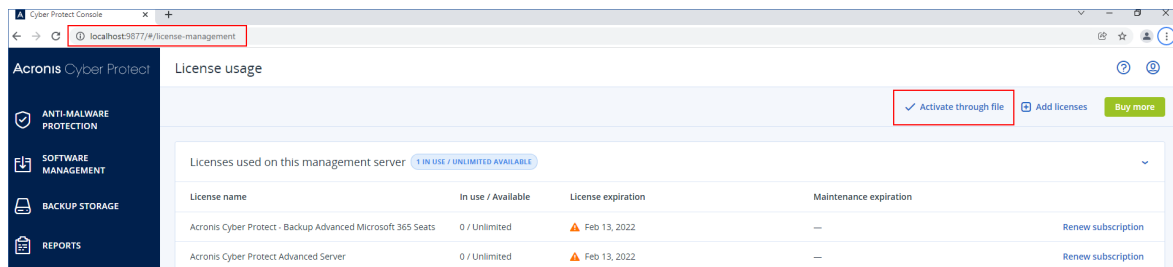 Acronis Cyber Protect Console
localhost:9877/#/license-management
Acronis Cyber Protect
License usage
Activate through file
Add licenses
Buy more
ANTI-MALWARE
PROTECTION
SOFTWARE
MANAGEMENT
BACKUP STORAGE
REPORTS
Licenses used on this management server 1 IN USE / UNLIMITED AVAILABLE
License name In use / Available License expiration Maintenance expiration
Acronis Cyber Protect - Backup Advanced Microsoft 365 Seats 0 / Unlimited Feb 13, 2022 — Renew subscription
Acronis Cyber Protect Advanced Server 0 / Unlimited Feb 13, 2022 — Renew subscription